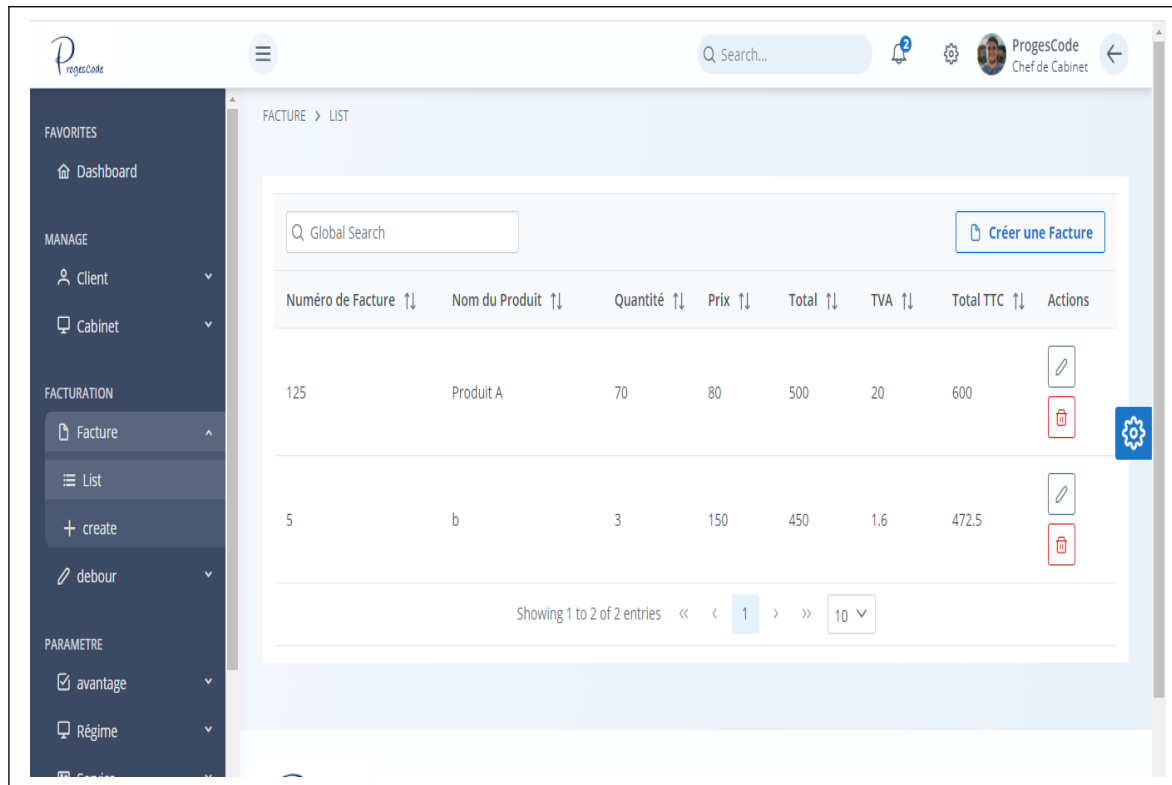 ProgesCode
Search...
2
ProgesCode
Chef de Cabinet
FAVORITES
Dashboard
MANAGE
Client
Cabinet
FACTURATION
Facture
List
create
debour
PARAMETRE
avantage
Régime
FACTURE > LIST
Global Search
Créer une Facture
Numéro de Facture Nom du Produit Quantité Prix Total TVA Total TTC Actions
125 Produit A 70 80 500 20 600
5 b 3 150 450 1.6 472.5
Showing 1 to 2 of 2 entries << < 1 > >> 10